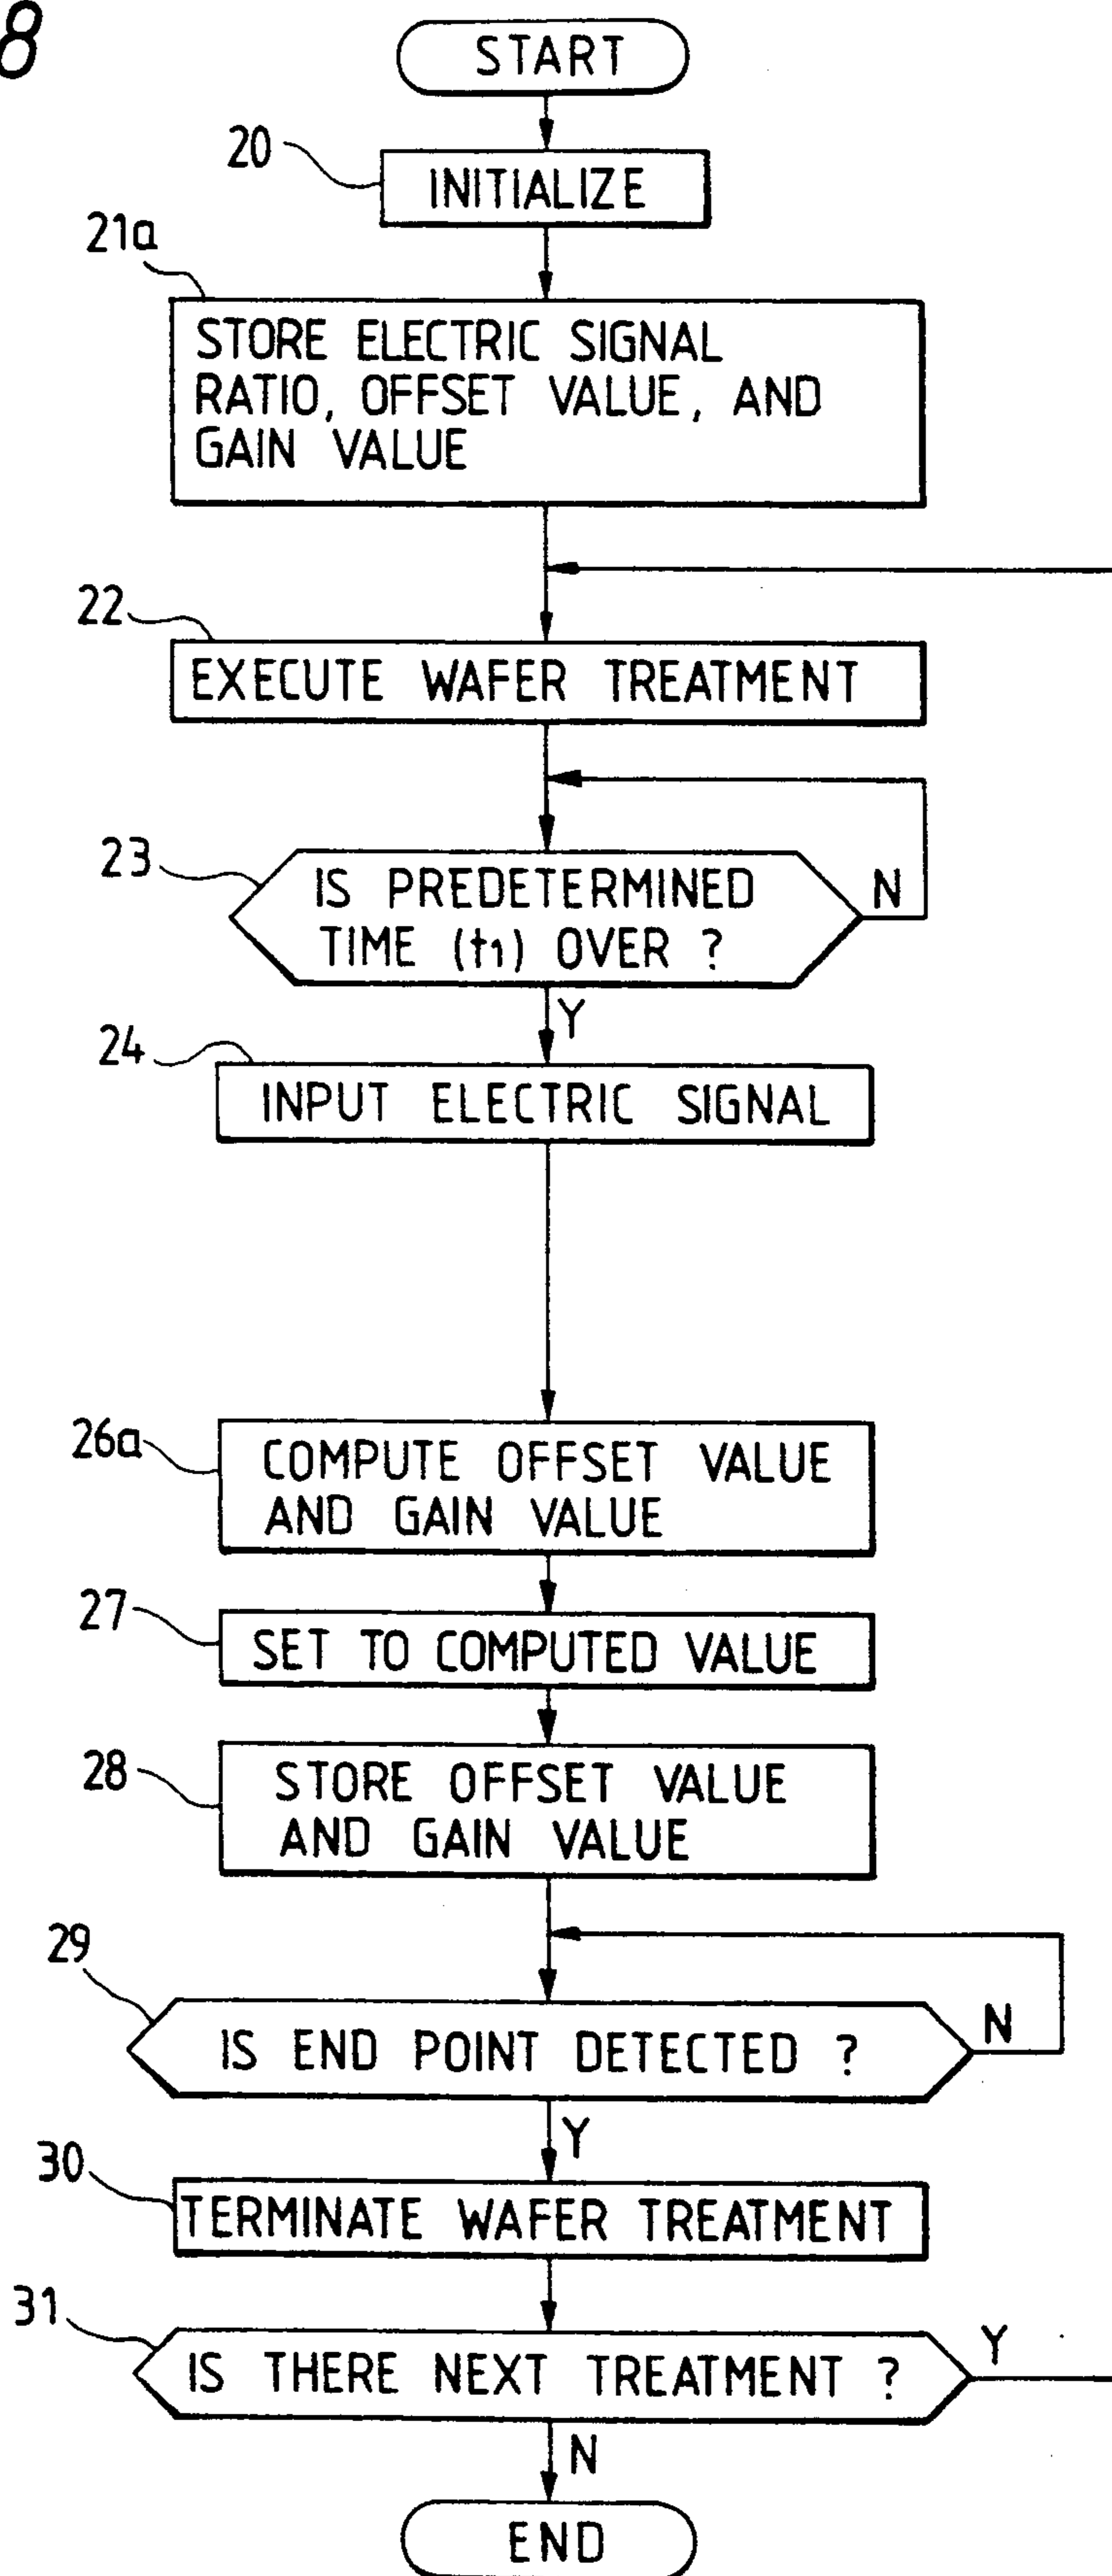 8
START
20
INITIALIZE
21a
STORE ELECTRIC SIGNAL
RATIO, OFFSET VALUE, AND
GAIN VALUE
22
EXECUTE WAFER TREATMENT
23
IS PREDETERMINED
TIME (t1) OVER ?
N
Y
24
INPUT ELECTRIC SIGNAL
26a
COMPUTE OFFSET VALUE
AND GAIN VALUE
27
SET TO COMPUTED VALUE
28
STORE OFFSET VALUE
AND GAIN VALUE
29
IS END POINT DETECTED ?
N
Y
30
TERMINATE WAFER TREATMENT
31
IS THERE NEXT TREATMENT ?
Y
N
END